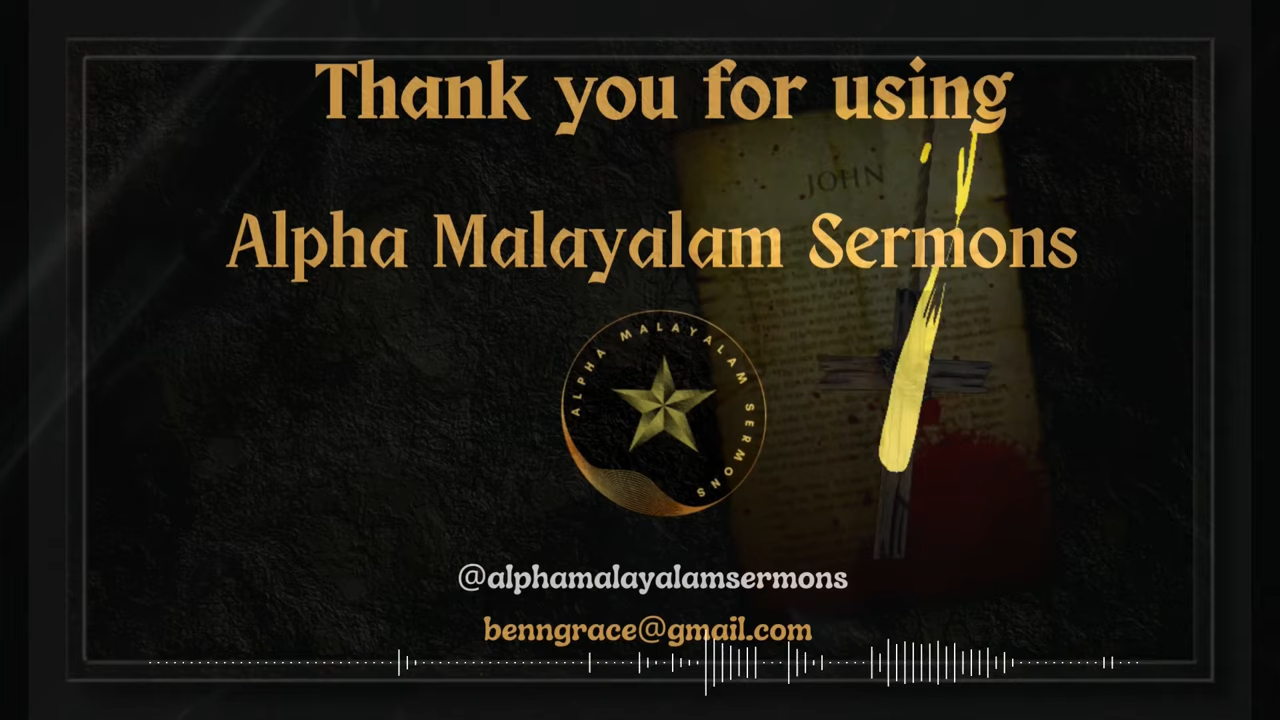 Thank you for using
JOHN
Alpha Malayalam Sermons
ALPHA MALAYALAM SERMONS
@alphamalayalamsermons
benngrace@gmail.com